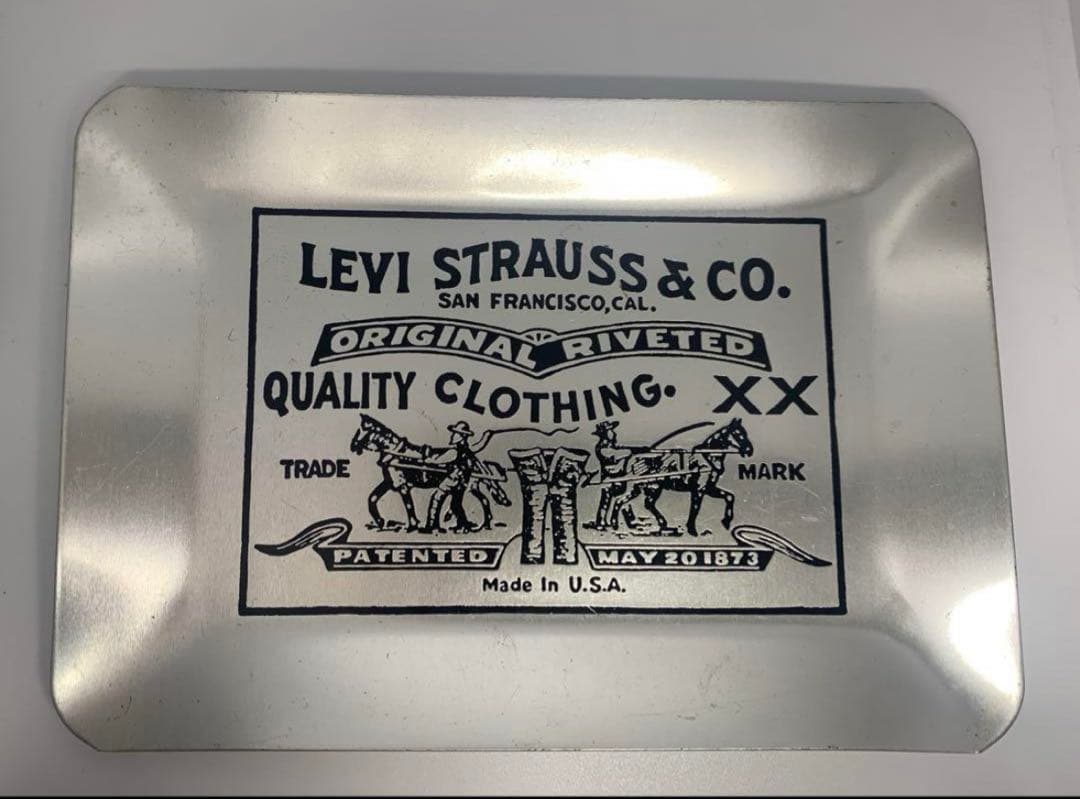 LEVI STRAUSS & CO.
SAN FRANCISCO, CAL.
ORIGINAL RIVETED
QUALITY CLOTHING. XX
TRADE MARK
PATENTED MAY 20 1873
Made In U.S.A.